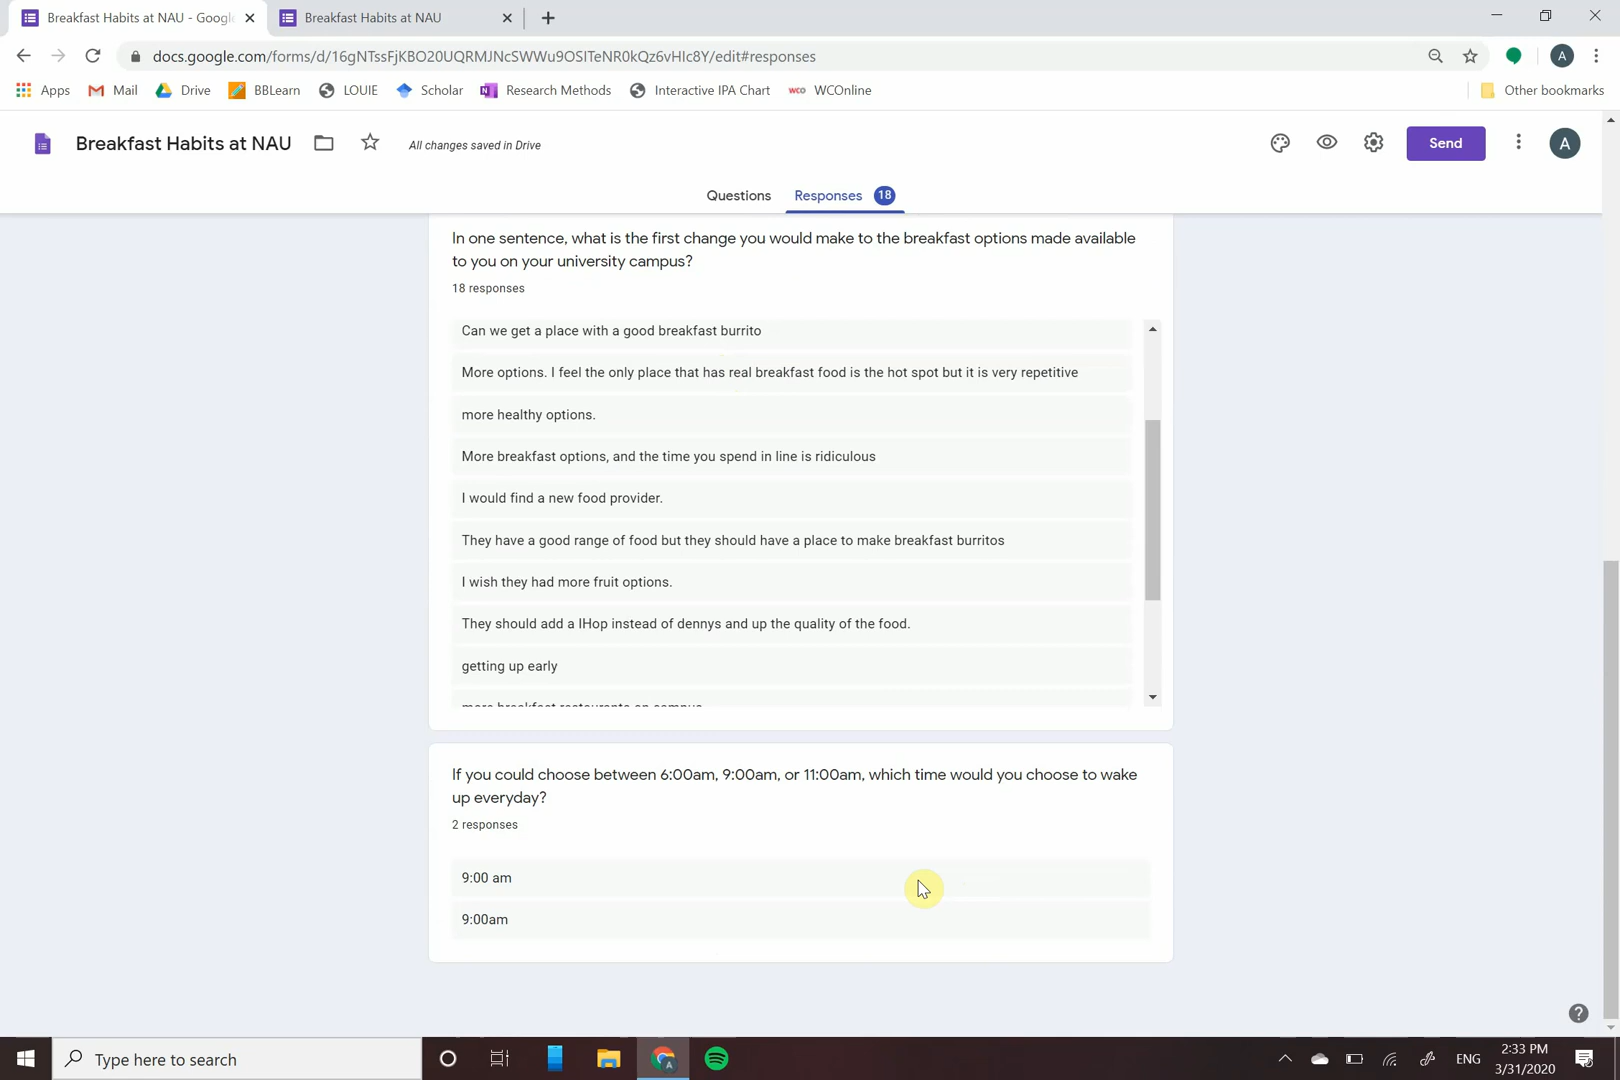 Breakfast Habits at NAU - Googl
Breakfast Habits at NAU
docs.google.com/forms/d/16gNTssFjKBO20UQRMJNcSWWu9OSITeNR0kQz6vHIc8Y/edit#responses
A
Apps
Mail
Drive
BBLearn
LOUIE
Scholar
Research Methods
Interactive IPA Chart
WCOnline
Other bookmarks
Breakfast Habits at NAU
All changes saved in Drive
Send
A
Questions
Responses 18
In one sentence, what is the first change you would make to the breakfast options made available
to you on your university campus?
18 responses
Can we get a place with a good breakfast burrito
More options. I feel the only place that has real breakfast food is the hot spot but it is very repetitive
more healthy options.
More breakfast options, and the time you spend in line is ridiculous
I would find a new food provider.
They have a good range of food but they should have a place to make breakfast burritos
I wish they had more fruit options.
They should add a IHop instead of dennys and up the quality of the food.
getting up early
more breakfast restaurants on campus
If you could choose between 6:00am, 9:00am, or 11:00am, which time would you choose to wake
up everyday?
2 responses
9:00 am
9:00am
Type here to search
ENG
2:33 PM
3/31/2020